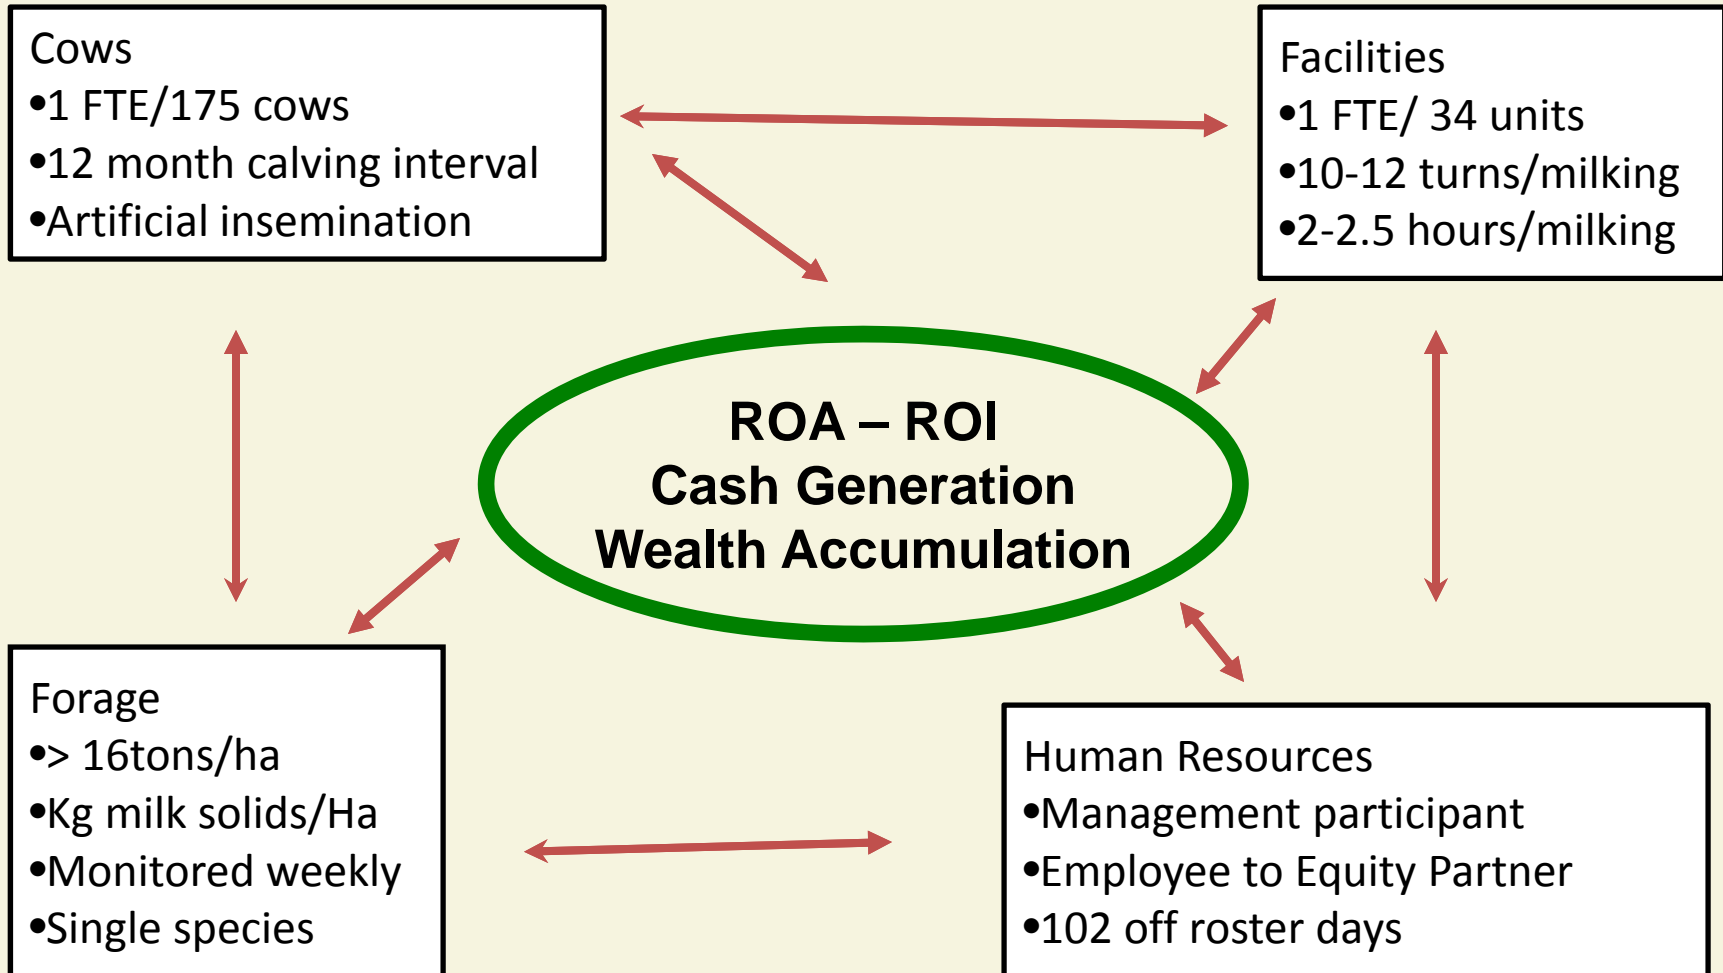 Cows
•1 FTE/175 cows
•12 month calving interval
•Artificial insemination
Facilities
•1 FTE/ 34 units
•10-12 turns/milking
•2-2.5 hours/milking
ROA – ROI
Cash Generation
Wealth Accumulation
Forage
•> 16tons/ha
•Kg milk solids/Ha
•Monitored weekly
•Single species
Human Resources
•Management participant
•Employee to Equity Partner
•102 off roster days